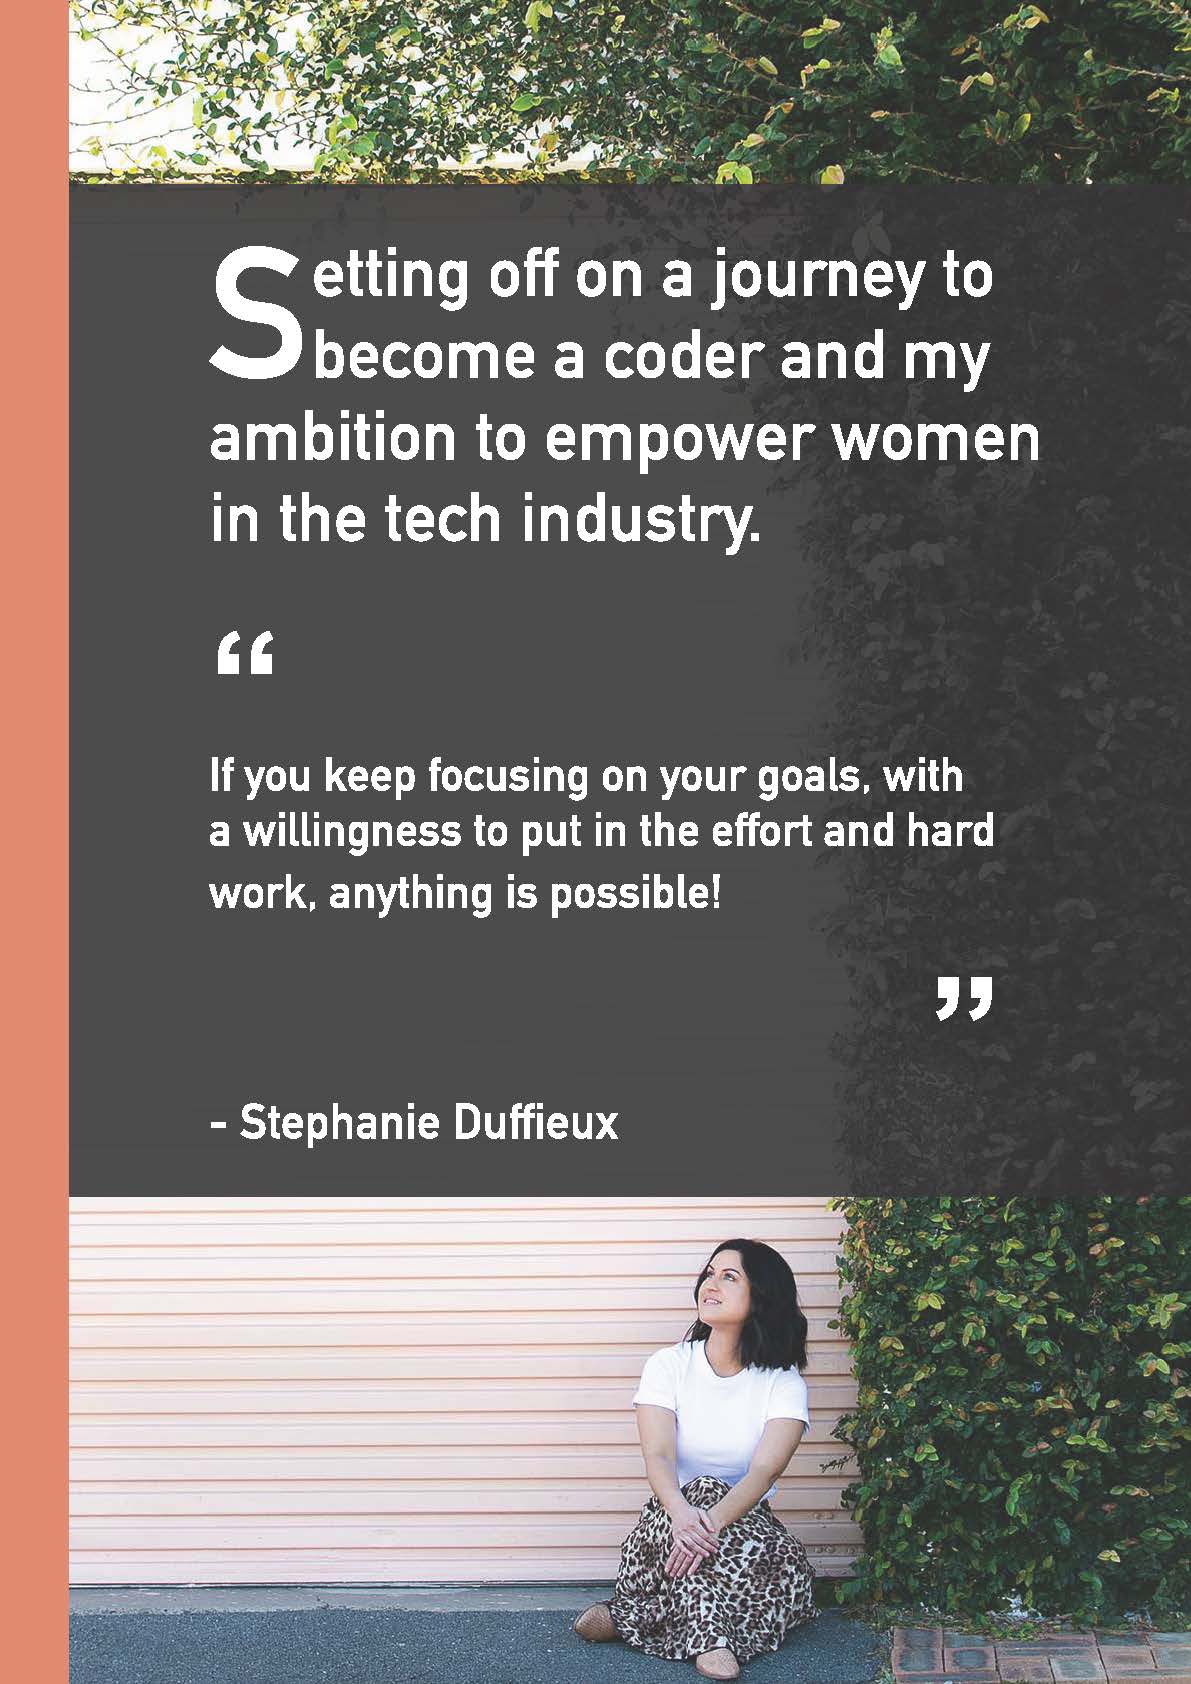 Setting off on a journey to
become a coder and my
ambition to empower women
in the tech industry.
“
If you keep focusing on your goals, with
a willingness to put in the effort and hard
work, anything is possible!
”
- Stephanie Duffieux